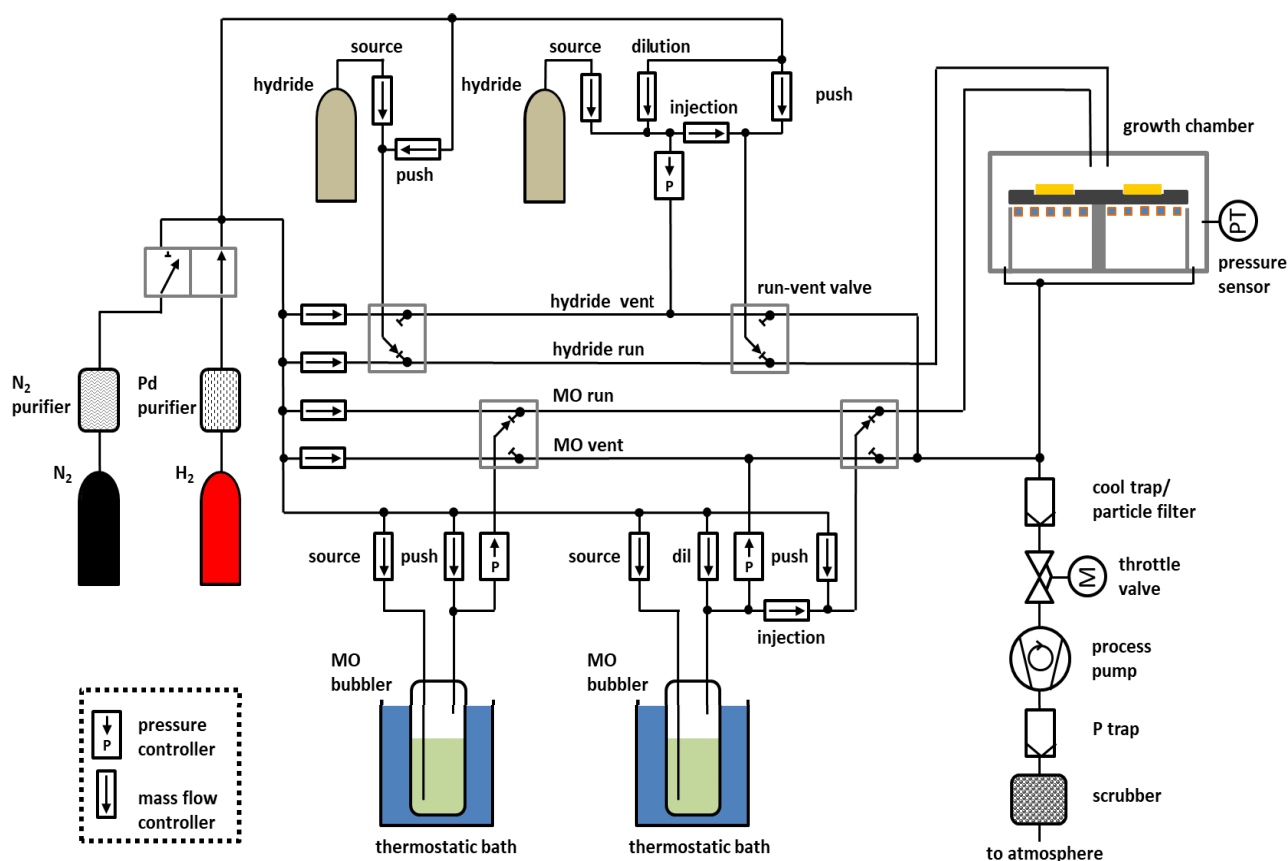 source
source
dilution
hydride
hydride
injection
push
push
growth chamber
PT
pressure
sensor
P
hydride vent
run-vent valve
hydride run
N2
purifier
Pd
purifier
MO run
MO vent
N2
H2
cool trap/
particle filter
source
push
P
source
dil
P
push
injection
throttle
valve
M
MO
bubbler
MO
bubbler
process
pump
P trap
scrubber
pressure
controller
P
mass flow
controller
thermostatic bath
thermostatic bath
to atmosphere